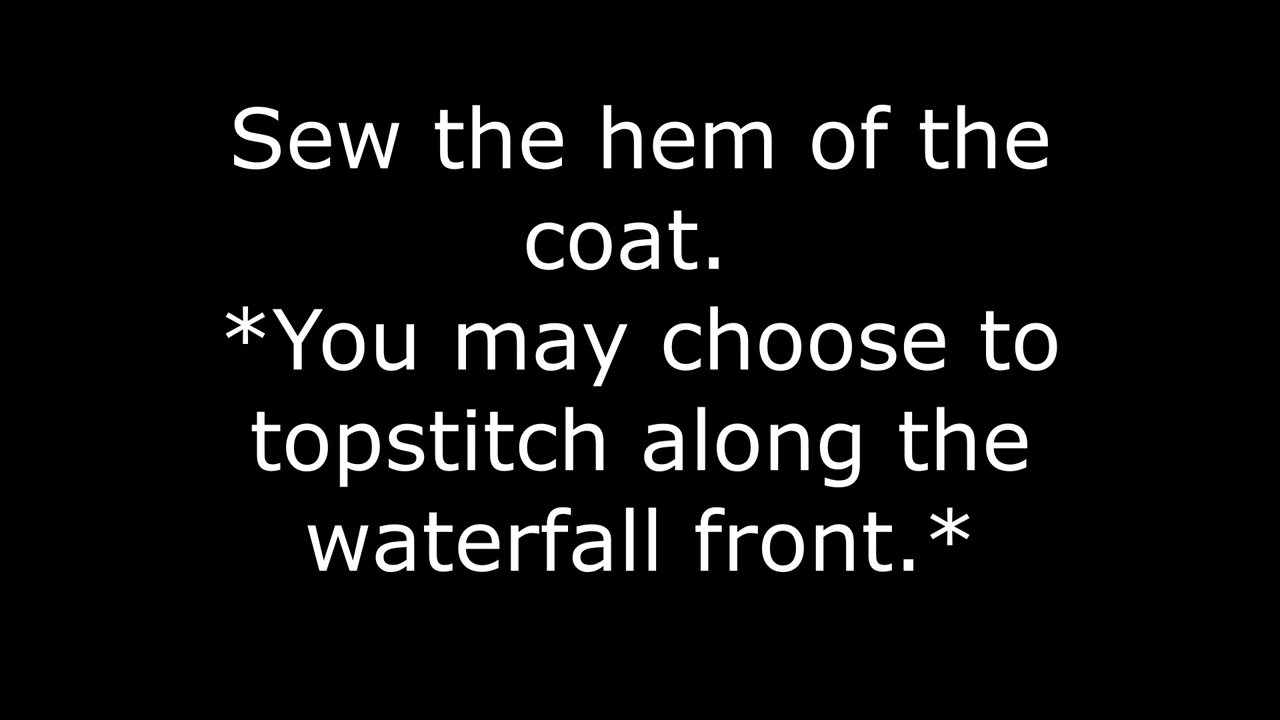 Sew the hem of the
coat.
*You may choose to
topstitch along the
waterfall front.*